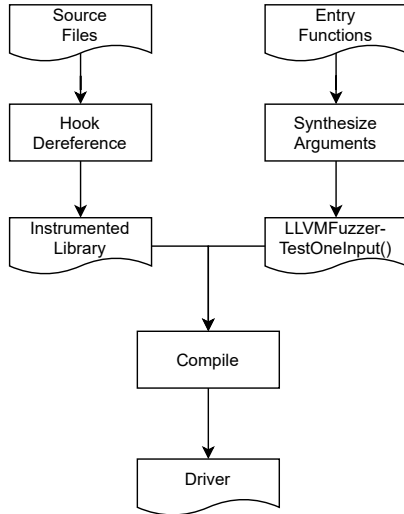 Source
Files
Entry
Functions
Hook
Dereference
Synthesize
Arguments
Instrumented
Library
LLVMFuzzer-
TestOneInput()
Compile
Driver